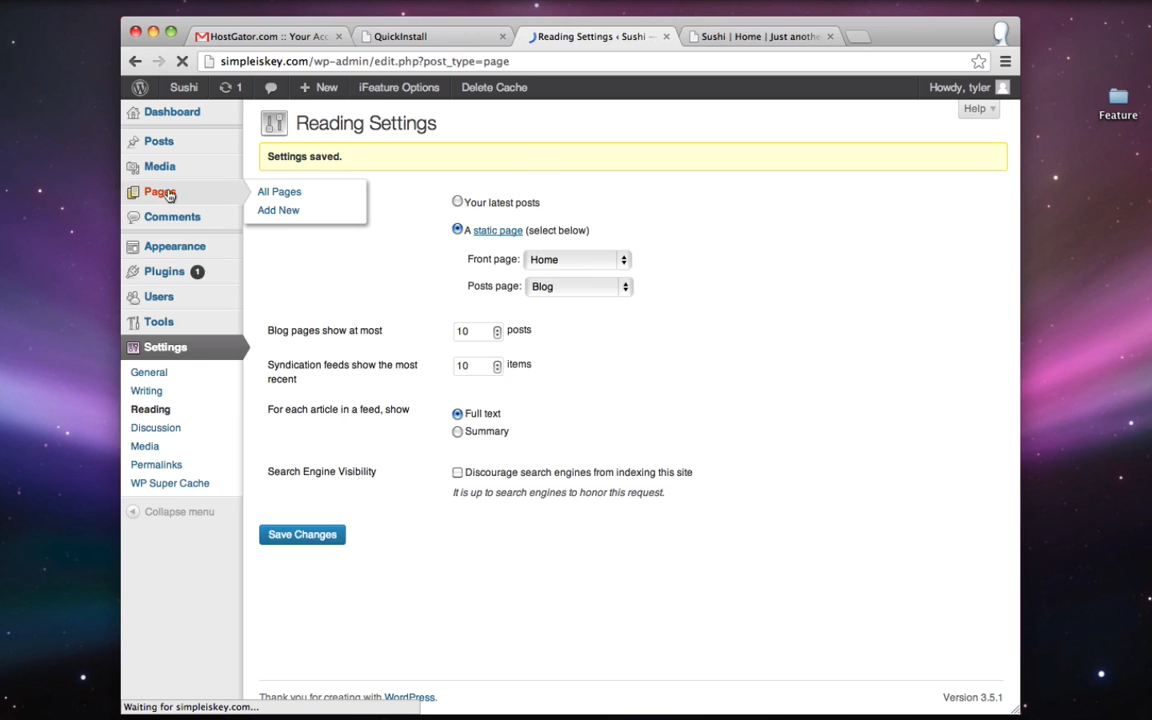 HostGator.com :: Your Acc
QuickInstall
Reading Settings ‹ Sushi —
Sushi | Home | Just anothe
simpleiskey.com/wp-admin/edit.php?post_type=page
Sushi
1
+ New
iFeature Options
Delete Cache
Howdy, tyler
Dashboard
Posts
Media
Pages
Comments
Appearance
Plugins 1
Users
Tools
Settings
General
Writing
Reading
Discussion
Media
Permalinks
WP Super Cache
Collapse menu
All Pages
Add New
Help
Reading Settings
Settings saved.
Your latest posts
A static page (select below)
Front page: Home
Posts page: Blog
Blog pages show at most 10 posts
Syndication feeds show the most recent 10 items
For each article in a feed, show
Full text
Summary
Search Engine Visibility
Discourage search engines from indexing this site
It is up to search engines to honor this request.
Save Changes
Thank you for creating with WordPress.
Version 3.5.1
Waiting for simpleiskey.com...
Feature